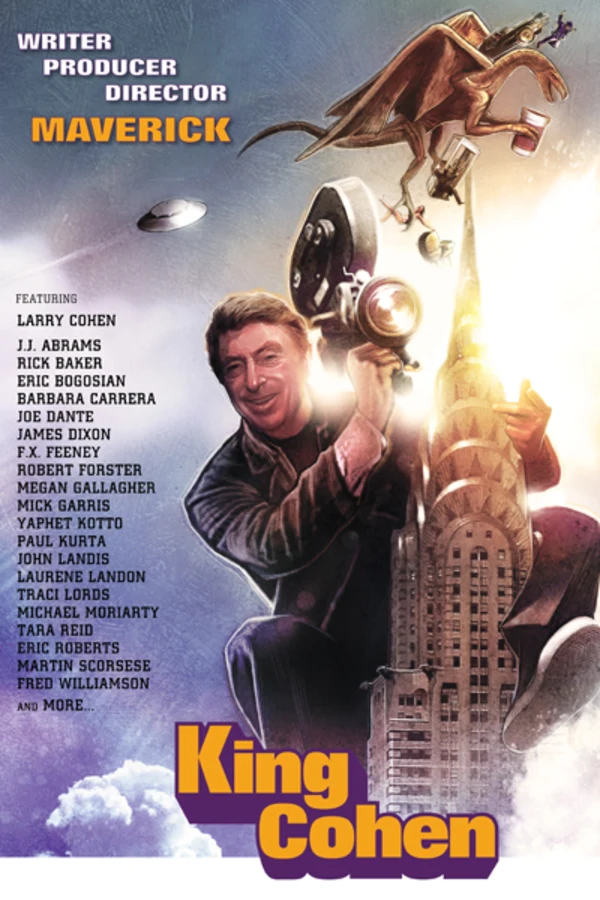 WRITER
PRODUCER
DIRECTOR
MAVERICK
FEATURING
LARRY COHEN
J.J. ABRAMS
RICK BAKER
ERIC BOGOSIAN
BARBARA CARRERA
JOE DANTE
JAMES DIXON
F.X. FEENEY
ROBERT FORSTER
MEGAN GALLAGHER
MICK GARRIS
YAPHET KOTTO
PAUL KURTA
JOHN LANDIS
LAURENE LANDON
TRACI LORDS
MICHAEL MORIARTY
TARA REID
ERIC ROBERTS
MARTIN SCORSESE
FRED WILLIAMSON
AND MORE...
King
Cohen